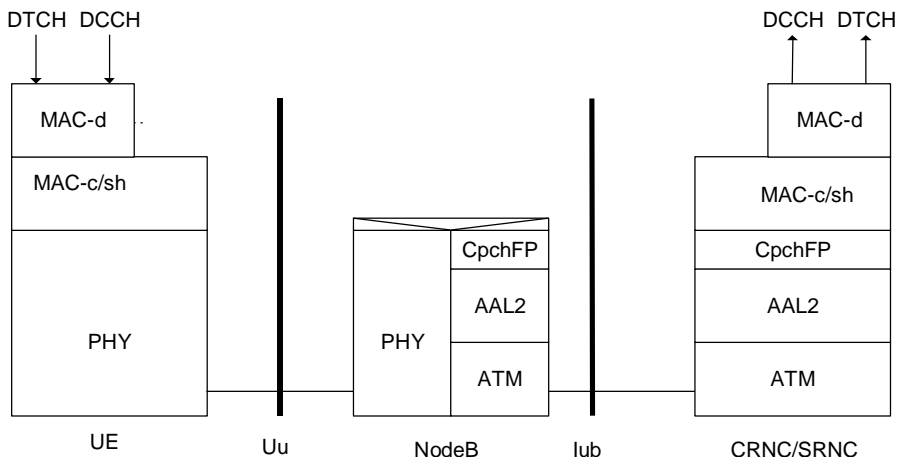 DTCH DCCH
DCCH DTCH
MAC-d
MAC-d
MAC-c/sh
MAC-c/sh
CpchFP
CpchFP
AAL2
AAL2
PHY
PHY
ATM
ATM
UE
Uu
NodeB
Iub
CRNC/SRNC